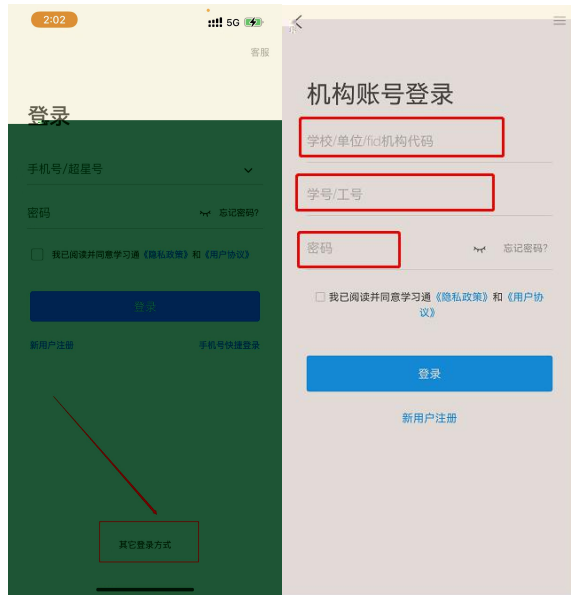 2:02
5G
客服
登录
手机号/超星号
密码
忘记密码?
我已阅读并同意学习通《隐私政策》和《用户协议》
登录
新用户注册
手机号快捷登录
其它登录方式
机构账号登录
学校/单位/fid机构代码
学号/工号
密码
忘记密码?
我已阅读并同意学习通《隐私政策》和《用户协
议》
登录
新用户注册